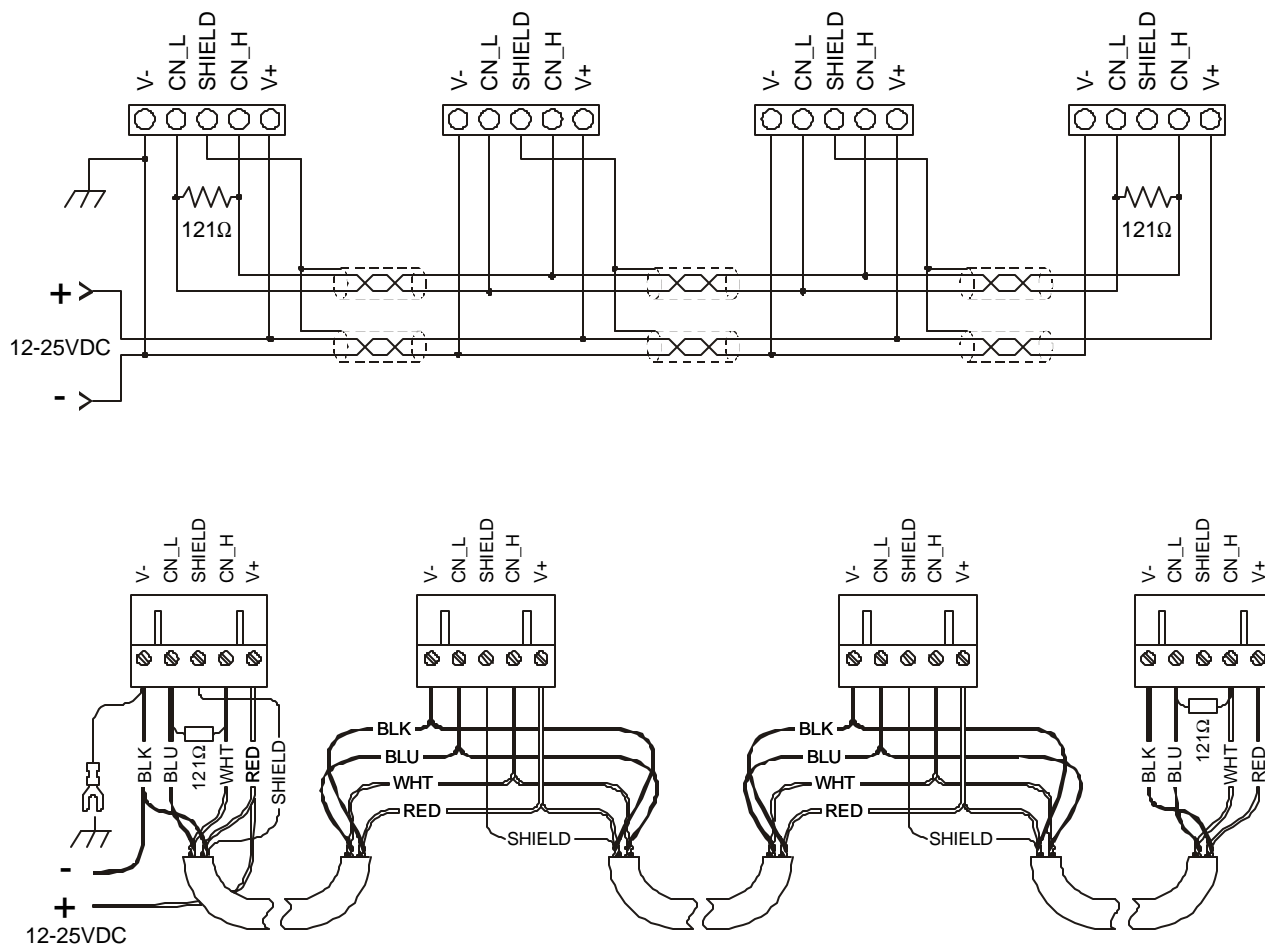 V- CN_L SHIELD CN_H V+
V- CN_L SHIELD CN_H V+
V- CN_L SHIELD CN_H V+
V- CN_L SHIELD CN_H V+
121Ω
121Ω
+
12-25VDC
-
V- CN_L SHIELD CN_H V+
V- CN_L SHIELD CN_H V+
V- CN_L SHIELD CN_H V+
V- CN_L SHIELD CN_H V+
BLK BLU 121Ω WHT RED SHIELD
BLK
BLU
WHT
RED
SHIELD
BLK
BLU
WHT
RED
SHIELD
BLK BLU 121Ω WHT RED
-
+
12-25VDC